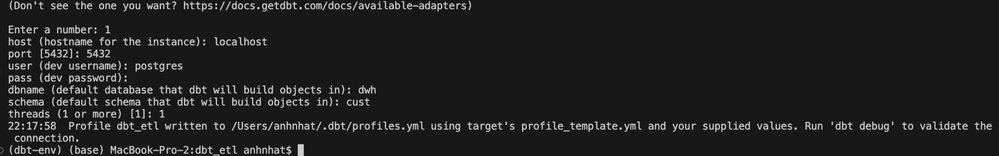 (Don't see the one you want? https://docs.getdbt.com/docs/available-adapters)
Enter a number: 1
host (hostname for the instance): localhost
port [5432]: 5432
user (dev username): postgres
pass (dev password):
dbname (default database that dbt will build objects in): dwh
schema (default schema that dbt will build objects in): cust
threads (1 or more) [1]: 1
22:17:58  Profile dbt_etl written to /Users/anhnhat/.dbt/profiles.yml using target's profile_template.yml and your supplied values. Run 'dbt debug' to validate the
connection.
(dbt-env) (base) MacBook-Pro-2:dbt_etl anhnhat$